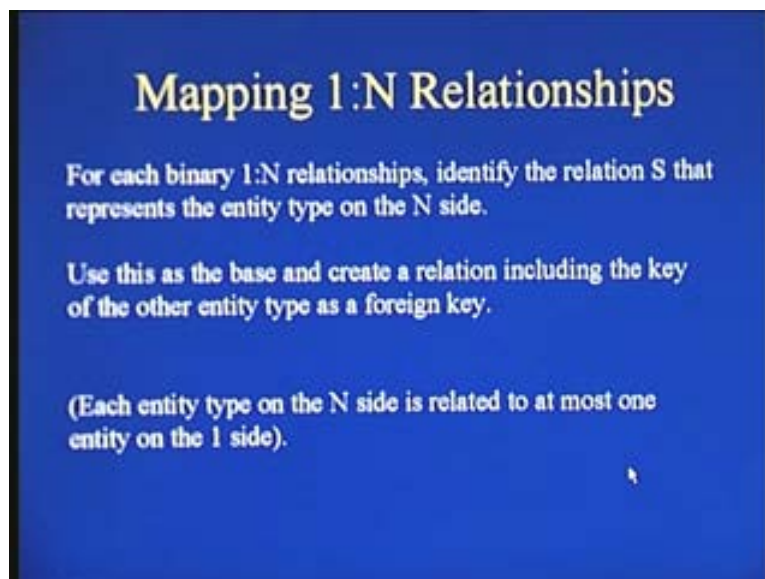 Mapping 1:N Relationships
For each binary 1:N relationships, identify the relation S that
represents the entity type on the N side.
Use this as the base and create a relation including the key
of the other entity type as a foreign key.
(Each entity type on the N side is related to at most one
entity on the 1 side).